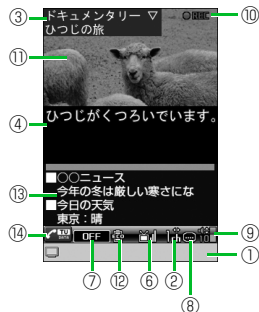 ③ ドキュメンタリー ▽ ⑩
ひつじの旅
⑪
ひつじがくつろいでいます。
④
■○○ニュース
⑬ 今年の冬は厳しい寒さにな
■今日の天気
東京:晴
⑭ OFF ECO 1ch ⑨
①
⑦ ⑫ ⑥ ② ⑧